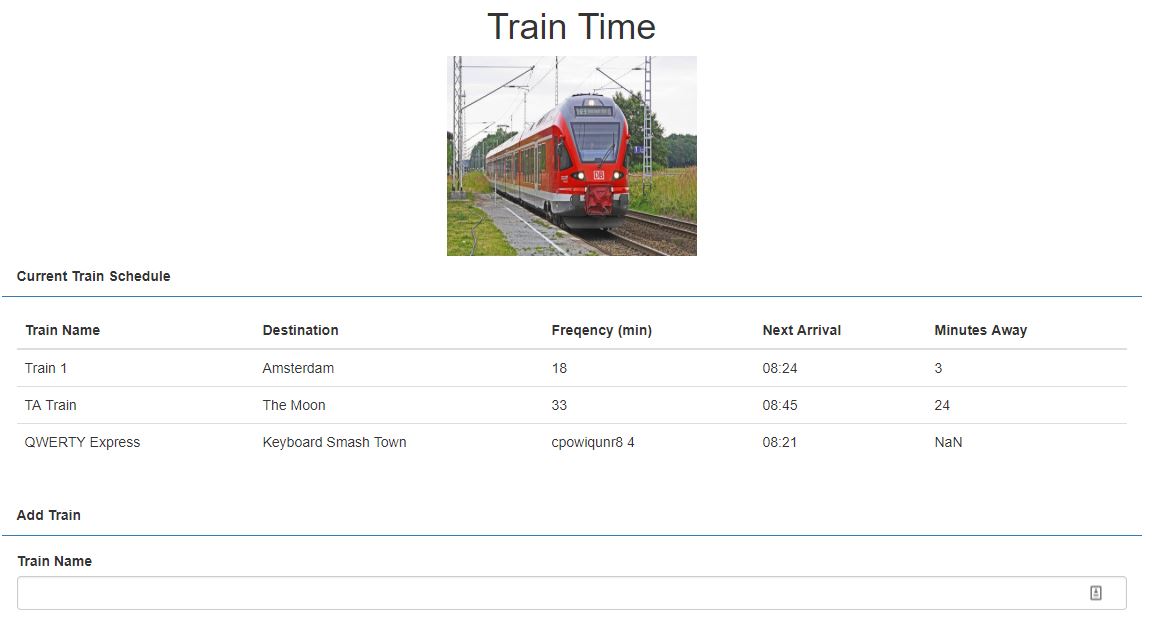 Train Time
DB
Current Train Schedule
Train Name Destination Freqency (min) Next Arrival Minutes Away
Train 1 Amsterdam 18 08:24 3
TA Train The Moon 33 08:45 24
QWERTY Express Keyboard Smash Town cpowiqunr8 4 08:21 NaN
Add Train
Train Name